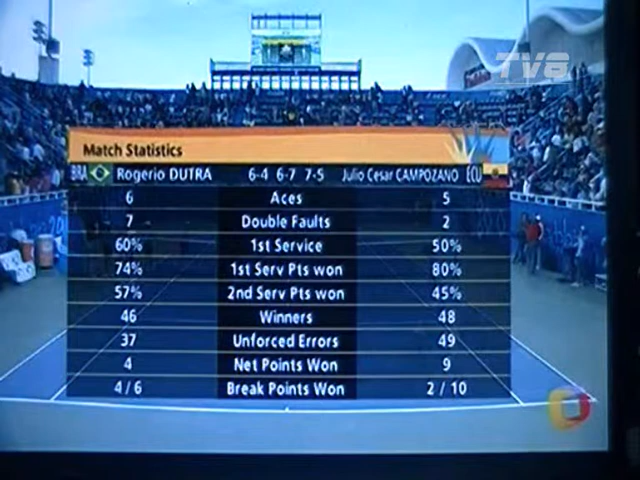 TV8
Match Statistics
BRA Rogerio DUTRA 6-4 6-7 7-5 Julio Cesar CAMPOZANO ECU
6 Aces 5
7 Double Faults 2
60% 1st Service 50%
74% 1st Serv Pts won 80%
57% 2nd Serv Pts won 45%
46 Winners 48
37 Unforced Errors 49
4 Net Points Won 9
4 / 6 Break Points Won 2 / 10